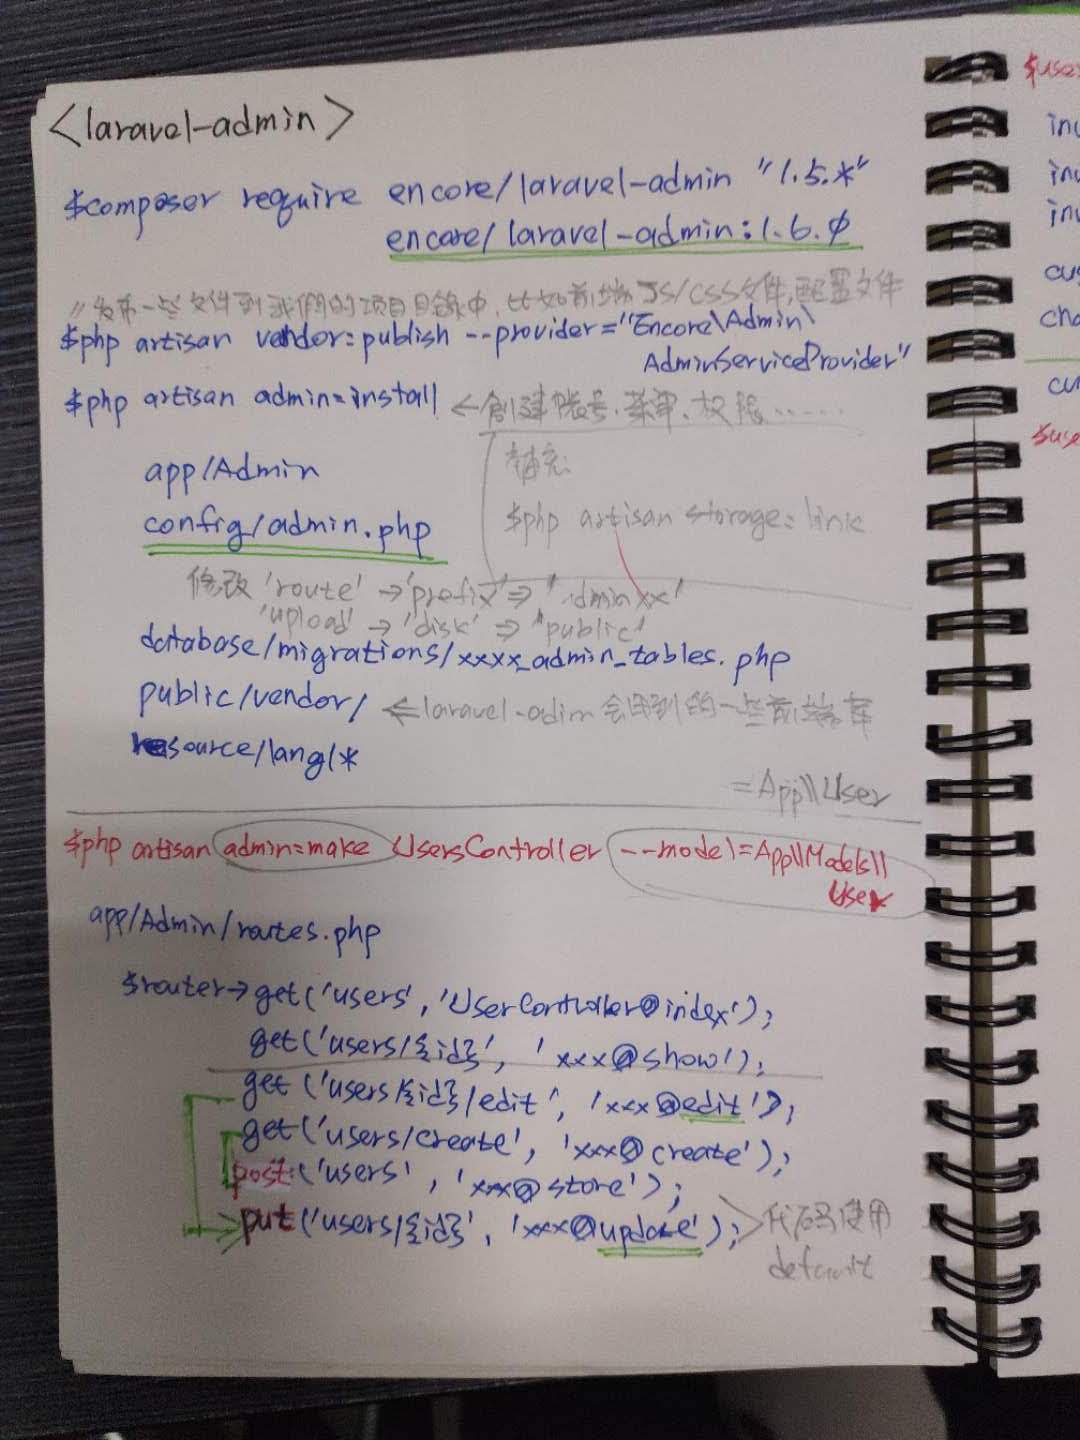 <laravel-admin>
$composer require encore/laravel-admin "1.5.*"
encore/laravel-admin:1.6.0
//发布一些文件到我们的项目目录中,比如前端JS/CSS文件,配置文件
$php artisan vendor:publish --provider="Encore\Admin\
AdminServiceProvider"
$php artisan admin:install ←创建账号、菜单、权限……
补充:
app/Admin
$php artisan storage:link
config/admin.php
修改 'route' →'prefix'⇒ 'adminxx'
'upload' → 'disk' ⇒ 'public'
database/migrations/xxxx_admin_tables.php
public/vendor/ ⇐laravel-adim 会用到的一些前端库
resource/lang/*
=App\\User
$php artisan admin:make UsersController --model=App\\Models\\
User
app/Admin/routes.php
$router→get('users', 'UserController@index');
get('users/{id}', 'xxx@show');
get('users/{id}/edit', 'xxx@edit');
get('users/create', 'xxx@create');
post('users', 'xxx@store');
put('users/{id}', 'xxx@update'); 代码使用
default
$use
inc
inc
inc
cus
cha
cu
$use